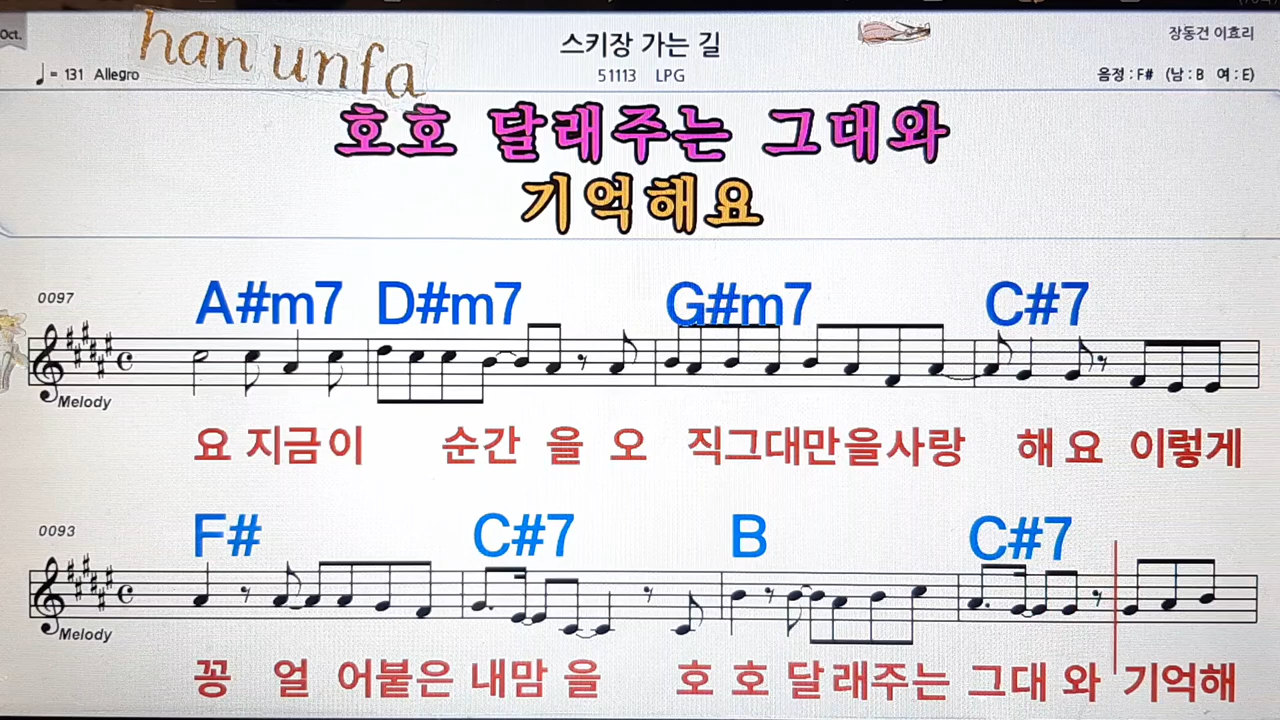 Oct.
han unfa
스키장 가는 길
장동건 이효리
♩ = 131 Allegro
51113 LPG
음정 : F# (남 : B 여 : E)
호호 달래주는 그대와
기억해요
0097
A#m7 D#m7 G#m7 C#7
Melody
요 지금이 순간 을 오 직그대만을사랑 해 요 이렇게
0093
F# C#7 B C#7
Melody
꽁 얼 어붙은 내맘 을 호 호 달 래주는 그대 와 기억해